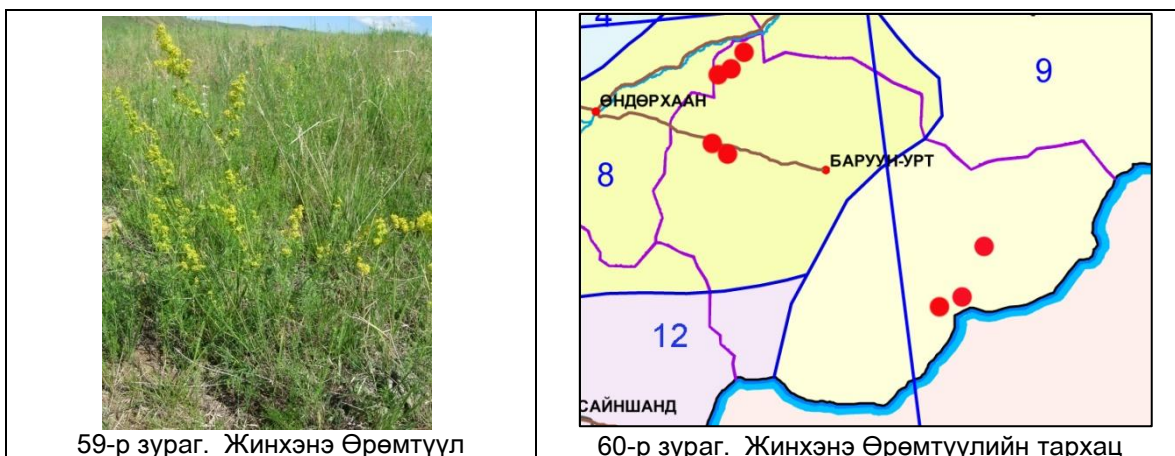 4
9
ӨНДӨРХААН
БАРУУН-УРТ
8
12
САЙНШАНД
59-р зураг. Жинхэнэ Өрөмтүүл
60-р зураг. Жинхэнэ Өрөмтүүлийн тархац